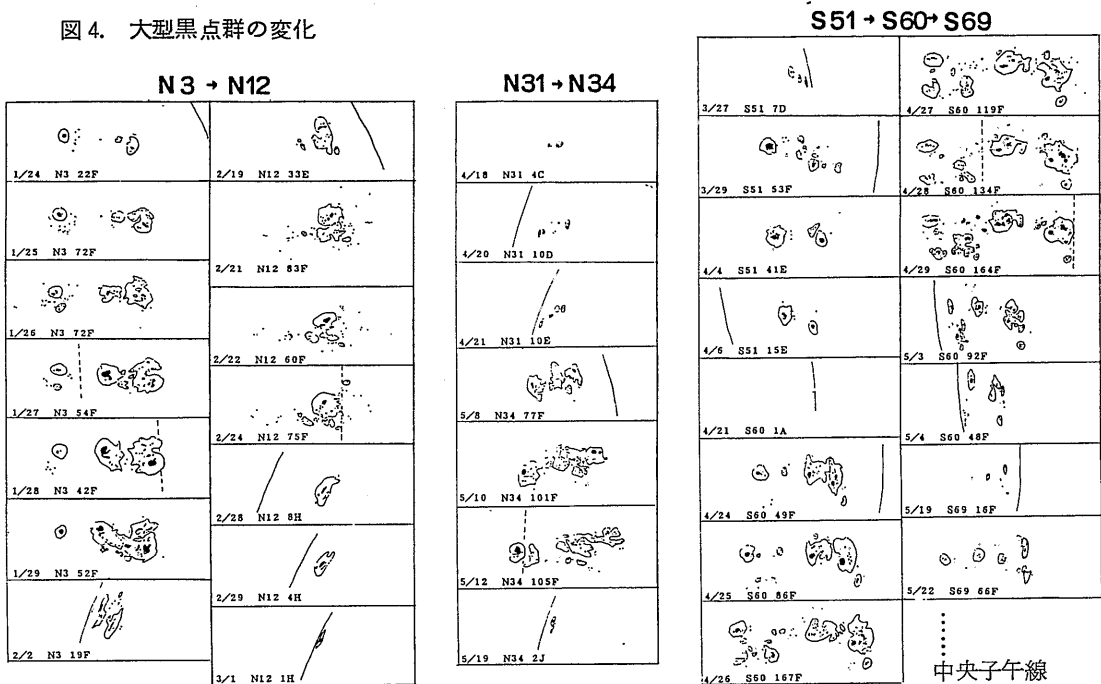 図4. 大型黒点群の変化
N3→N12
1/24 N3 22F
1/25 N3 72F
1/26 N3 72F
1/27 N3 54F
1/28 N3 42F
1/29 N3 52F
2/2 N3 19F
2/19 N12 33E
2/21 N12 83F
2/22 N12 60F
2/24 N12 75F
2/28 N12 8H
2/29 N12 4H
3/1 N12 1H
N31→N34
4/18 N31 4C
4/20 N31 10D
4/21 N31 10E
5/8 N34 77F
5/10 N34 101F
5/12 N34 105F
5/19 N34 2J
S51→S60→S69
3/27 S51 7D
3/29 S51 53F
4/4 S51 41E
4/6 S51 15E
4/21 S60 1A
4/24 S60 49F
4/25 S60 86F
4/26 S60 167F
4/27 S60 119F
4/28 S60 134F
4/29 S60 164F
5/3 S60 92F
5/4 S60 48F
5/19 S69 16F
5/22 S69 66F
中央子午線